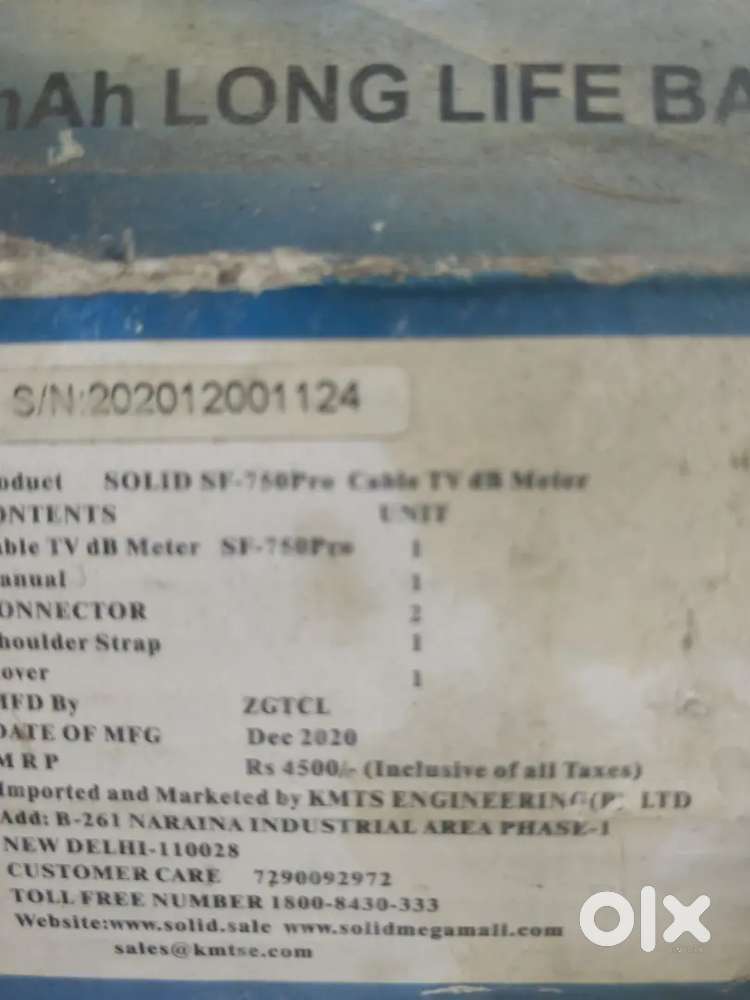 mAh LONG LIFE BA
S/N:202012001124
oduct SOLID SF-750Pro Cable TV dB Meter
ONTENTS UNIT
able TV dB Meter SF-750Pro 1
anual 1
ONNECTOR 2
houlder Strap 1
over 1
MFD By ZGTCL
DATE OF MFG Dec 2020
M R P Rs 4500/- (Inclusive of all Taxes)
Imported and Marketed by KMTS ENGINEERING(P) LTD
Add: B-261 NARAINA INDUSTRIAL AREA PHASE-1
NEW DELHI-110028
CUSTOMER CARE 7290092972
TOLL FREE NUMBER 1800-8430-333
Website:www.solid.sale www.solidmegamall.com
sales@kmtse.com
olx